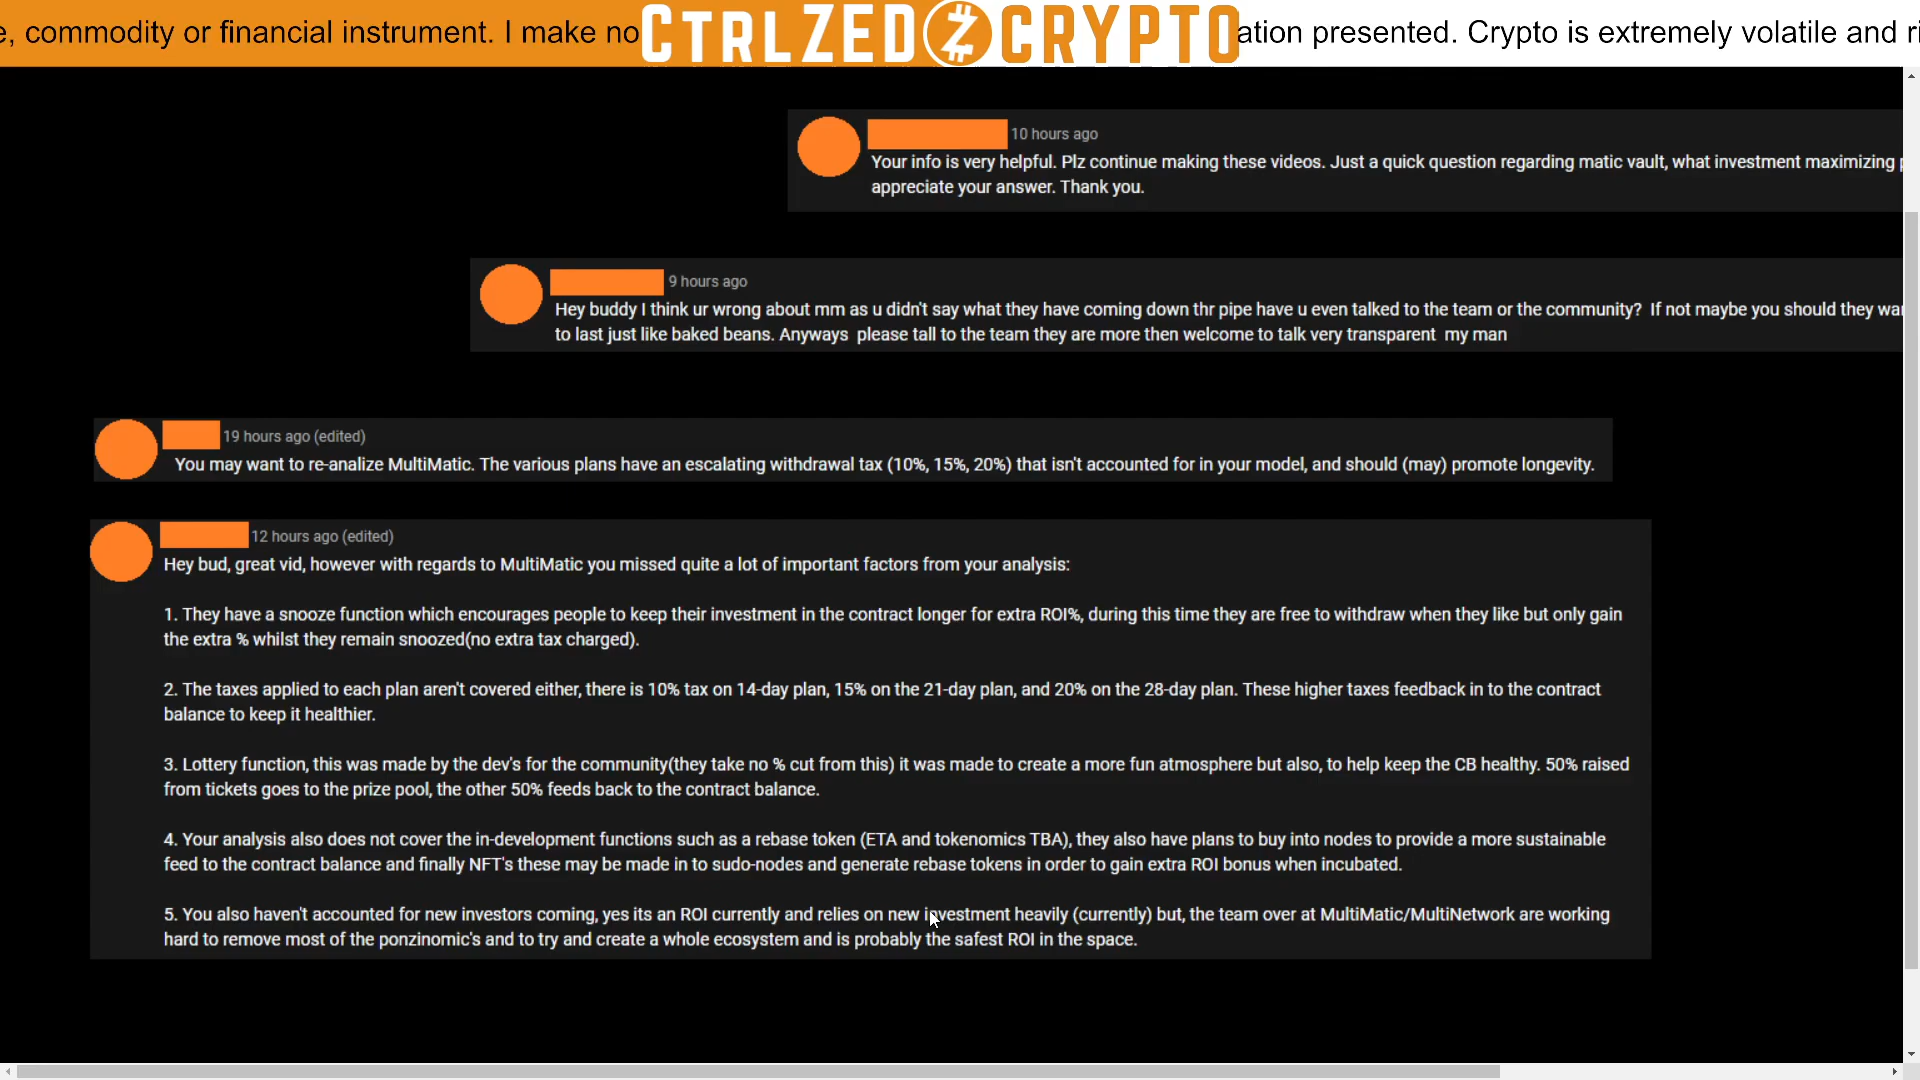 , commodity or financial instrument. I make no
CTRLZED CRYPTO
ation presented. Crypto is extremely volatile and
10 hours ago
Your info is very helpful. Plz continue making these videos. Just a quick question regarding matic vault, what investment maximizing
appreciate your answer. Thank you.
9 hours ago
Hey buddy I think ur wrong about mm as u didn't say what they have coming down thr pipe have u even talked to the team or the community? If not maybe you should they
to last just like baked beans. Anyways please tall to the team they are more then welcome to talk very transparent my man
19 hours ago (edited)
You may want to re-analize MultiMatic. The various plans have an escalating withdrawal tax (10%, 15%, 20%) that isn't accounted for in your model, and should (may) promote longevity.
12 hours ago (edited)
Hey bud, great vid, however with regards to MultiMatic you missed quite a lot of important factors from your analysis:
1. They have a snooze function which encourages people to keep their investment in the contract longer for extra ROI%, during this time they are free to withdraw when they like but only gain
the extra % whilst they remain snoozed(no extra tax charged).
2. The taxes applied to each plan aren't covered either, there is 10% tax on 14-day plan, 15% on the 21-day plan, and 20% on the 28-day plan. These higher taxes feedback in to the contract
balance to keep it healthier.
3. Lottery function, this was made by the dev's for the community(they take no % cut from this) it was made to create a more fun atmosphere but also, to help keep the CB healthy. 50% raised
from tickets goes to the prize pool, the other 50% feeds back to the contract balance.
4. Your analysis also does not cover the in-development functions such as a rebase token (ETA and tokenomics TBA), they also have plans to buy into nodes to provide a more sustainable
feed to the contract balance and finally NFT's these may be made in to sudo-nodes and generate rebase tokens in order to gain extra ROI bonus when incubated.
5. You also haven't accounted for new investors coming, yes its an ROI currently and relies on new investment heavily (currently) but, the team over at MultiMatic/MultiNetwork are working
hard to remove most of the ponzinomic's and to try and create a whole ecosystem and is probably the safest ROI in the space.